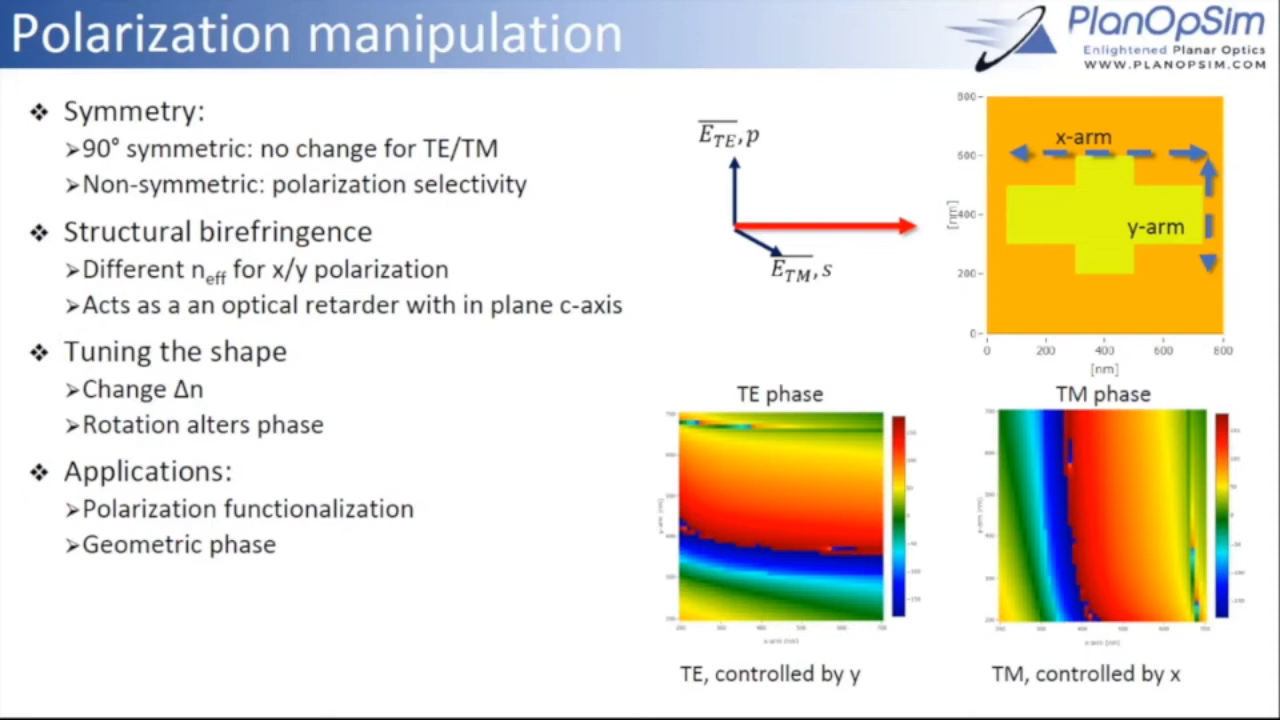 Polarization manipulation
PlanOpSim
Enlightened Planar Optics
WWW.PLANOPSIM.COM
❖ Symmetry:
➢90° symmetric: no change for TE/TM
➢Non-symmetric: polarization selectivity
❖ Structural birefringence
➢Different n_eff for x/y polarization
➢Acts as a an optical retarder with in plane c-axis
❖ Tuning the shape
➢Change Δn
➢Rotation alters phase
❖ Applications:
➢Polarization functionalization
➢Geometric phase
E_TE, p
E_TM, s
800
600
400
200
0
[nm]
x-arm
y-arm
0 200 400 600 800
[nm]
TE phase
TM phase
TE, controlled by y
TM, controlled by x